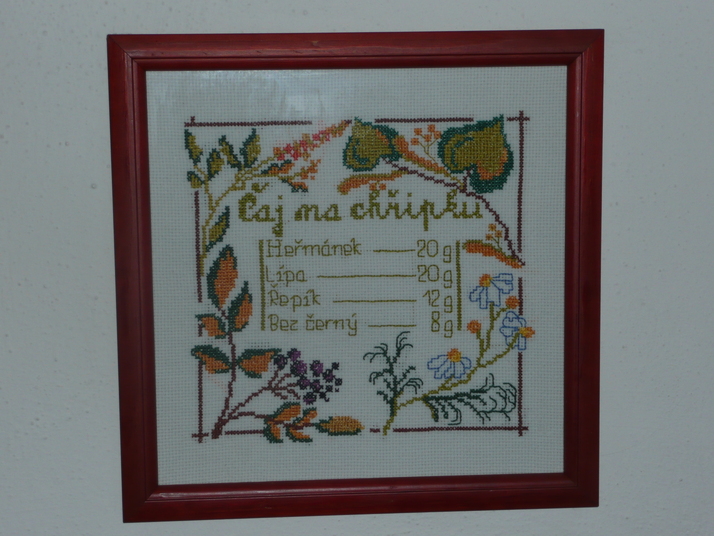 Čaj na chřipku
Heřmánek 20 g
Lípa 20 g
Řepík 12 g
Bez černý 8 g